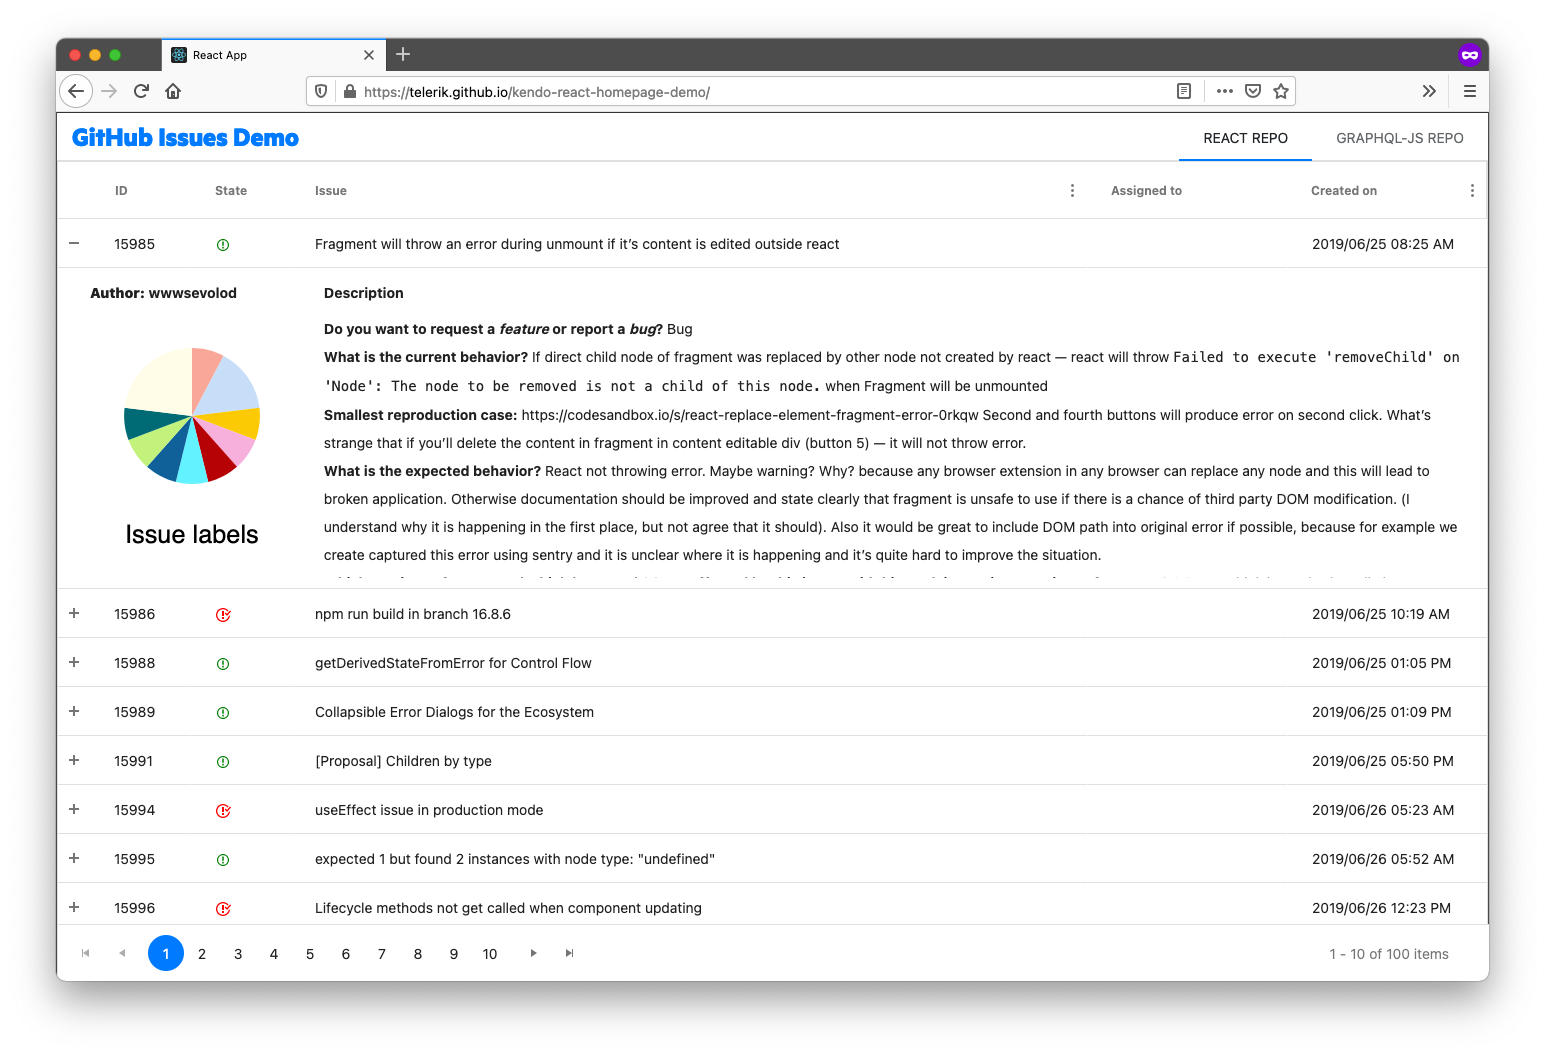 React App
https://telerik.github.io/kendo-react-homepage-demo/
GitHub Issues Demo
REACT REPO
GRAPHQL-JS REPO
ID
State
Issue
Assigned to
Created on
15985
Fragment will throw an error during unmount if it's content is edited outside react
2019/06/25 08:25 AM
Author: wwwsevolod
Description
Do you want to request a feature or report a bug? Bug
What is the current behavior? If direct child node of fragment was replaced by other node not created by react — react will throw Failed to execute 'removeChild' on
'Node': The node to be removed is not a child of this node. when Fragment will be unmounted
Smallest reproduction case: https://codesandbox.io/s/react-replace-element-fragment-error-0rkqw Second and fourth buttons will produce error on second click. What's
strange that if you'll delete the content in fragment in content editable div (button 5) — it will not throw error.
What is the expected behavior? React not throwing error. Maybe warning? Why? because any browser extension in any browser can replace any node and this will lead to
broken application. Otherwise documentation should be improved and state clearly that fragment is unsafe to use if there is a chance of third party DOM modification. (I
understand why it is happening in the first place, but not agree that it should). Also it would be great to include DOM path into original error if possible, because for example we
create captured this error using sentry and it is unclear where it is happening and it's quite hard to improve the situation.
Issue labels
15986
npm run build in branch 16.8.6
2019/06/25 10:19 AM
15988
getDerivedStateFromError for Control Flow
2019/06/25 01:05 PM
15989
Collapsible Error Dialogs for the Ecosystem
2019/06/25 01:09 PM
15991
[Proposal] Children by type
2019/06/25 05:50 PM
15994
useEffect issue in production mode
2019/06/26 05:23 AM
15995
expected 1 but found 2 instances with node type: "undefined"
2019/06/26 05:52 AM
15996
Lifecycle methods not get called when component updating
2019/06/26 12:23 PM
1 2 3 4 5 6 7 8 9 10
1 - 10 of 100 items